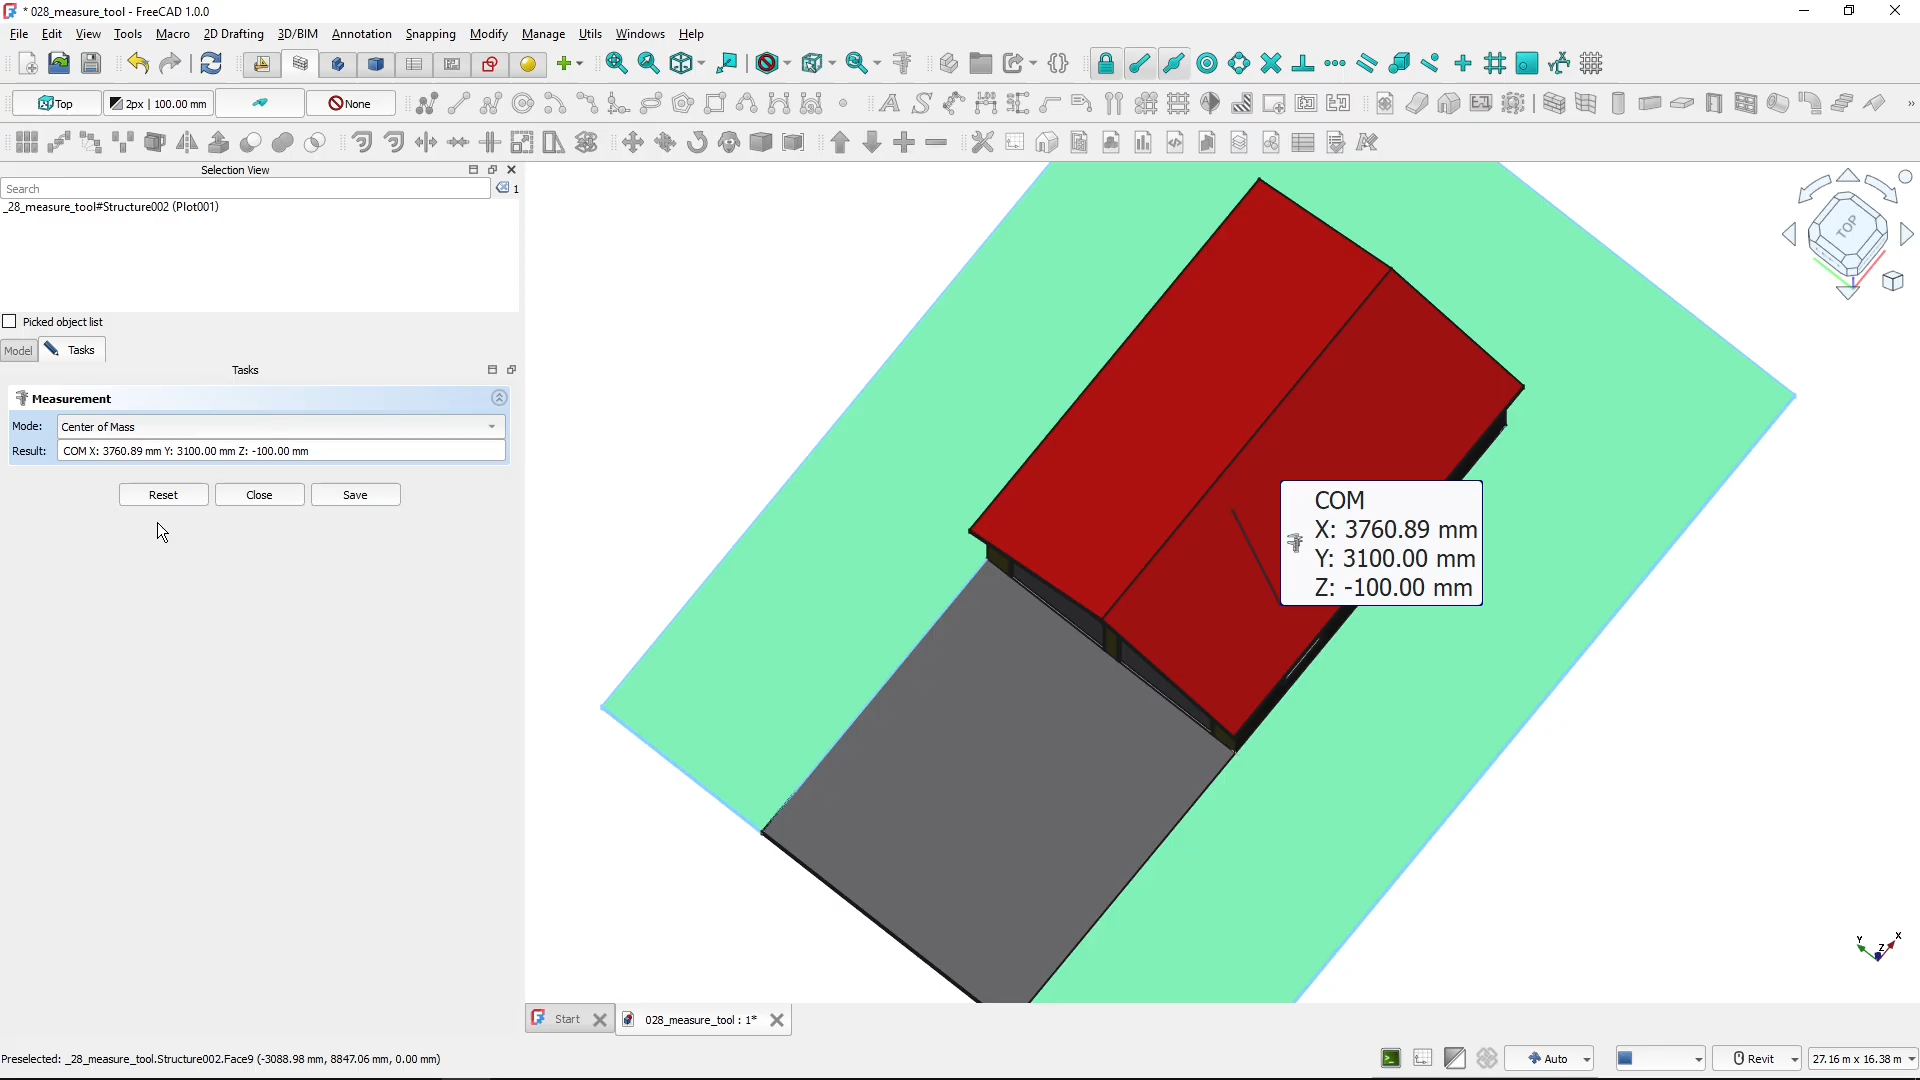 * 028_measure_tool - FreeCAD 1.0.0
File Edit View Tools Macro 2D Drafting 3D/BIM Annotation Snapping Modify Manage Utils Windows Help
Top 2px | 100.00 mm None
Selection View
Search 1
_28_measure_tool#Structure002 (Plot001)
Picked object list
Model Tasks
Tasks
Measurement
Mode: Center of Mass
Result: COM X: 3760.89 mm Y: 3100.00 mm Z: -100.00 mm
Reset Close Save
TOP
COM
X: 3760.89 mm
Y: 3100.00 mm
Z: -100.00 mm
Y Z X
Start 028_measure_tool : 1*
Preselected: _28_measure_tool.Structure002.Face9 (-3088.98 mm, 8847.06 mm, 0.00 mm)
Auto Revit 27.16 m x 16.38 m